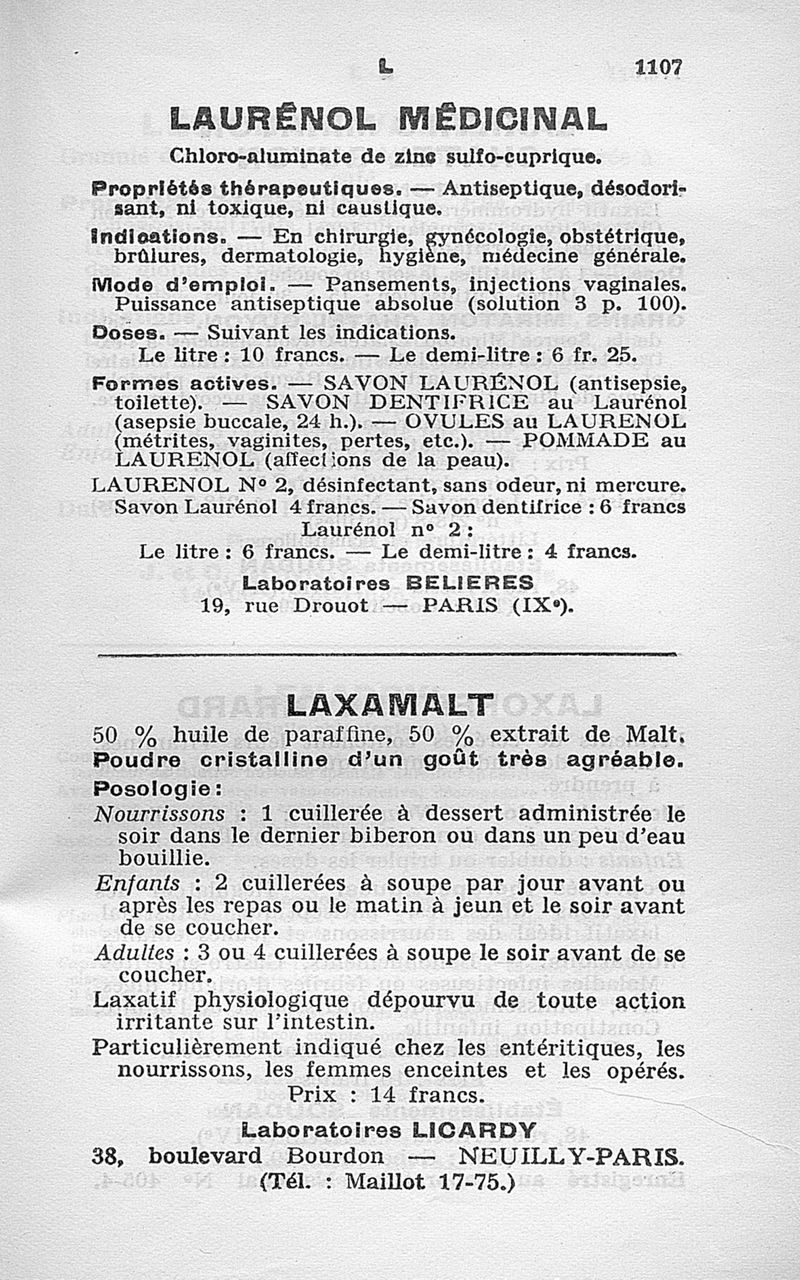 L 1107
LAURÉNOL MÉDICINAL
Chloro-aluminate de zinc sulfo-cuprique.
Propriétés thérapeutiques. — Antiseptique, désodori-
sant, ni toxique, ni caustique.
Indications. — En chirurgie, gynécologie, obstétrique,
brûlures, dermatologie, hygiène, médecine générale.
Mode d'emploi. — Pansements, injections vaginales.
Puissance antiseptique absolue (solution 3 p. 100).
Doses. — Suivant les indications.
Le litre : 10 francs. — Le demi-litre : 6 fr. 25.
Formes actives. — SAVON LAURÉNOL (antisepsie,
toilette). — SAVON DENTIFRICE au Laurénol
(asepsie buccale, 24 h.). — OVULES au LAURENOL
(métrites, vaginites, pertes, etc.). — POMMADE au
LAURENOL (affections de la peau).
LAURENOL Nº 2, désinfectant, sans odeur, ni mercure.
Savon Laurénol 4 francs. — Savon dentifrice : 6 francs
Laurénol nº 2 :
Le litre : 6 francs. — Le demi-litre : 4 francs.
Laboratoires BELIERES
19, rue Drouot — PARIS (IXe).
LAXAMALT
50 % huile de paraffine, 50 % extrait de Malt.
Poudre cristalline d'un goût très agréable.
Posologie :
Nourrissons : 1 cuillerée à dessert administrée le
soir dans le dernier biberon ou dans un peu d'eau
bouillie.
Enfants : 2 cuillerées à soupe par jour avant ou
après les repas ou le matin à jeun et le soir avant
de se coucher.
Adultes : 3 ou 4 cuillerées à soupe le soir avant de se
coucher.
Laxatif physiologique dépourvu de toute action
irritante sur l'intestin.
Particulièrement indiqué chez les entéritiques, les
nourrissons, les femmes enceintes et les opérés.
Prix : 14 francs.
Laboratoires LICARDY
38, boulevard Bourdon — NEUILLY-PARIS.
(Tél. : Maillot 17-75.)